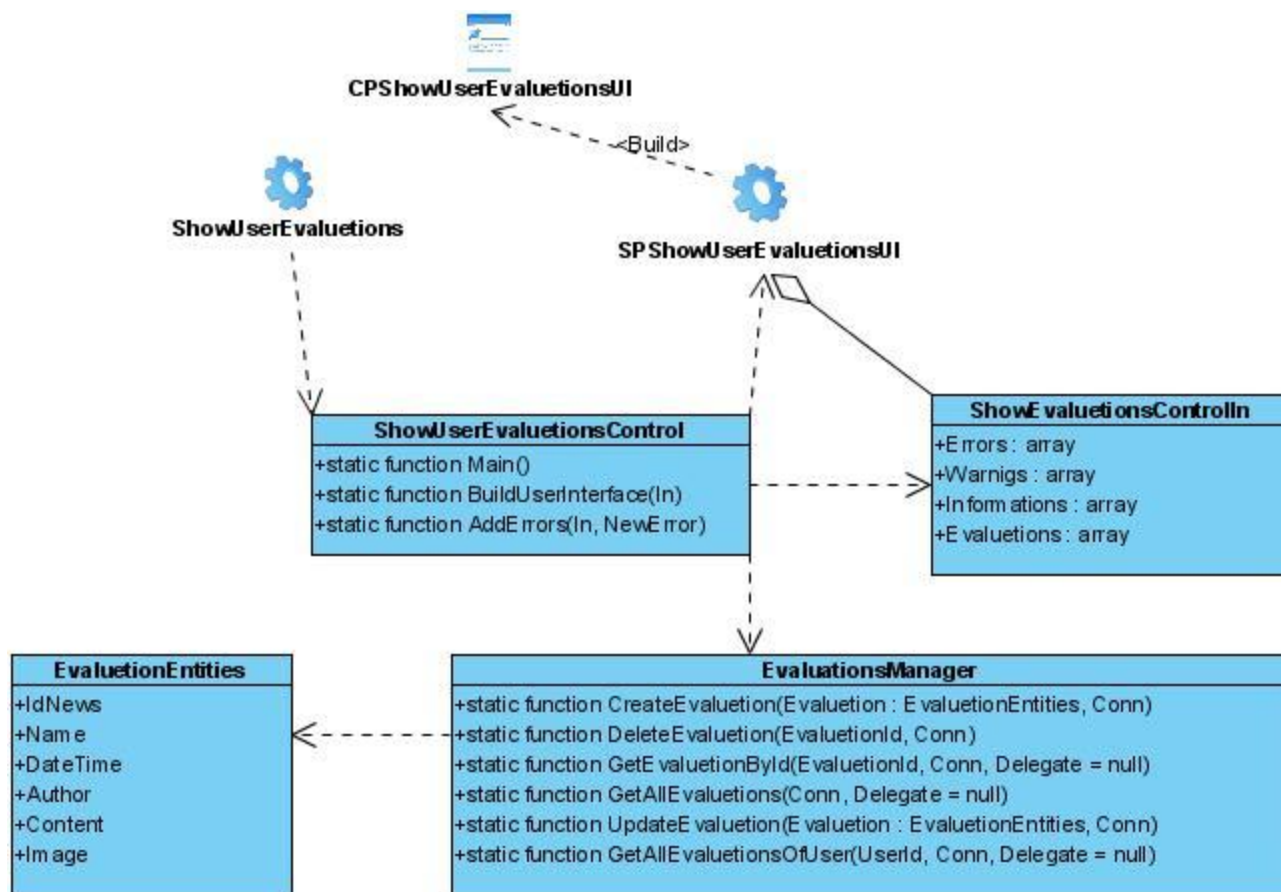 CPShowUserEvaluetionsUI
<Build>
ShowUserEvaluetions
SPShowUserEvaluetionsUI
ShowUserEvaluetionsControl
+static function Main()
+static function BuildUserInterface(In)
+static function AddErrors(In, NewError)
ShowEvaluetionsControlIn
+Errors : array
+Warnigs : array
+Informations : array
+Evaluetions : array
EvaluetionEntities
+IdNews
+Name
+DateTime
+Author
+Content
+Image
EvaluationsManager
+static function CreateEvaluetion(Evaluetion : EvaluetionEntities, Conn)
+static function DeleteEvaluetion(EvaluetionId, Conn)
+static function GetEvaluetionById(EvaluetionId, Conn, Delegate = null)
+static function GetAllEvaluetions(Conn, Delegate = null)
+static function UpdateEvaluetion(Evaluetion : EvaluetionEntities, Conn)
+static function GetAllEvaluetionsOfUser(UserId, Conn, Delegate = null)